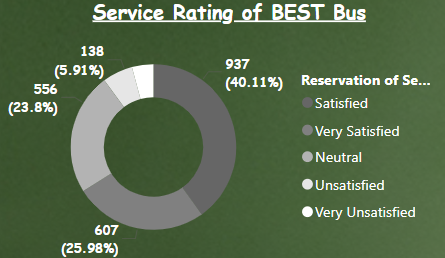 Service Rating of BEST Bus
138
(5.91%)
937
(40.11%)
556
(23.8%)
607
(25.98%)
Reservation of Se...
Satisfied
Very Satisfied
Neutral
Unsatisfied
Very Unsatisfied